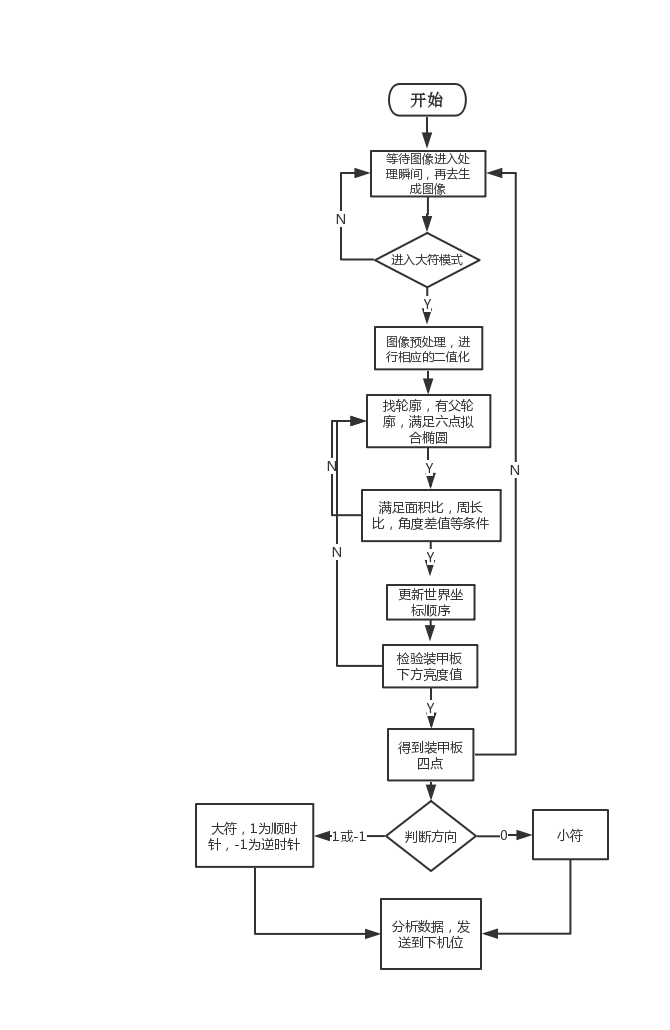 开始
等待图像进入处
理瞬间，再去生
成图像
N
进入大符模式
Y
图像预处理，进
行相应的二值化
找轮廓，有父轮
廓，满足六点拟
合椭圆
N
Y
N
满足面积比，周长
比，角度差值等条件
N
Y
更新世界坐
标顺序
检验装甲板
下方亮度值
Y
得到装甲板
四点
大符，1为顺时
针，-1为逆时针
1或-1
判断方向
0
小符
分析数据，发
送到下机位